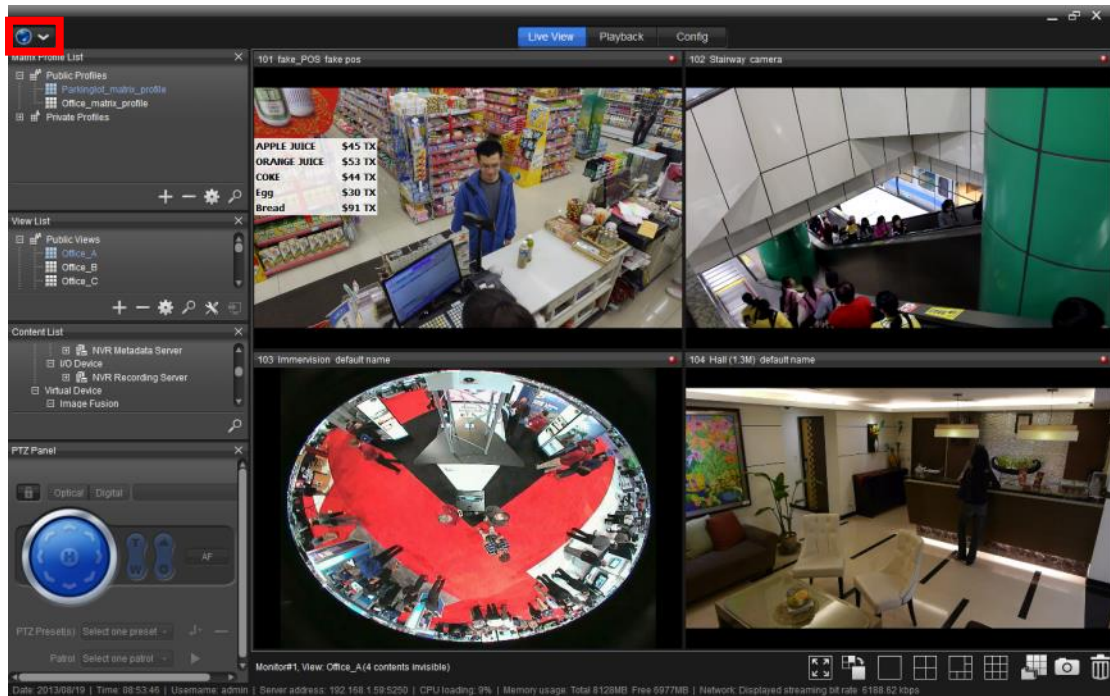 Live View Playback Config
Matrix Profile List
Public Profiles
Parkinglot_matrix_profile
Office_matrix_profile
Private Profiles
View List
Public Views
Office_A
Office_B
Office_C
Content List
NVR Metadata Server
I/O Device
NVR Recording Server
Virtual Device
Image Fusion
PTZ Panel
Optical Digital
T
W
H
AF
PTZ Preset(s) Select one preset
Patrol Select one patrol
101 fake_POS fake pos
APPLE JUICE $45 TX
ORANGE JUICE $53 TX
COKE $44 TX
Egg $30 TX
Bread $91 TX
102 Stairway camera
103 Immervision default name
104 Hall (1.3M) default name
Monitor#1, View: Office_A(4 contents invisible)
Date: 2013/08/19 | Time: 08:53:46 | Username: admin | Server address: 192.168.1.59:5250 | CPU loading: 9% | Memory usage: Total 8128MB Free 6977MB | Network: Displayed streaming bit rate 6188.62 kbps